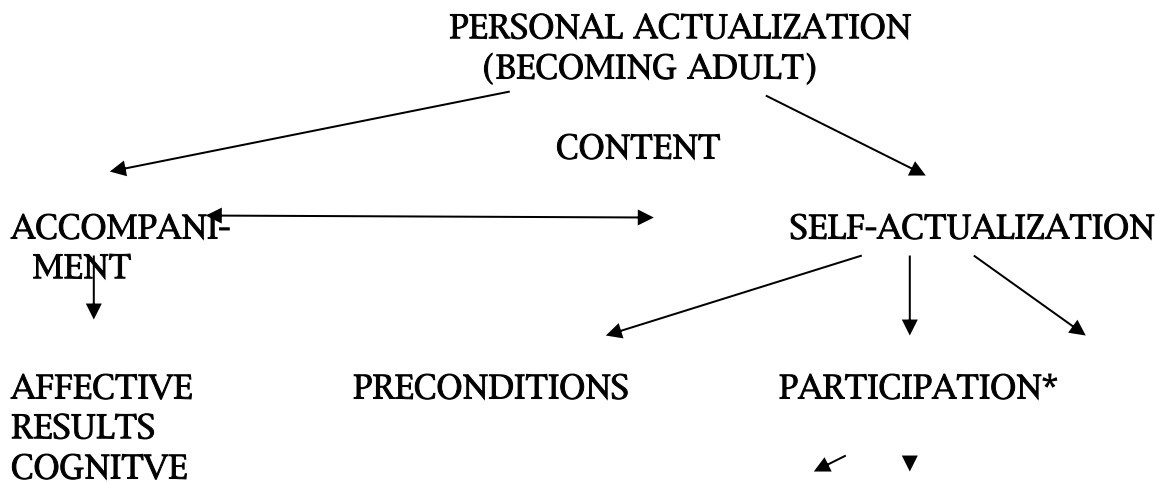 PERSONAL ACTUALIZATION
(BECOMING ADULT)
CONTENT
ACCOMPANI- SELF-ACTUALIZATION
MENT
AFFECTIVE PRECONDITIONS PARTICIPATION*
RESULTS
COGNITVE